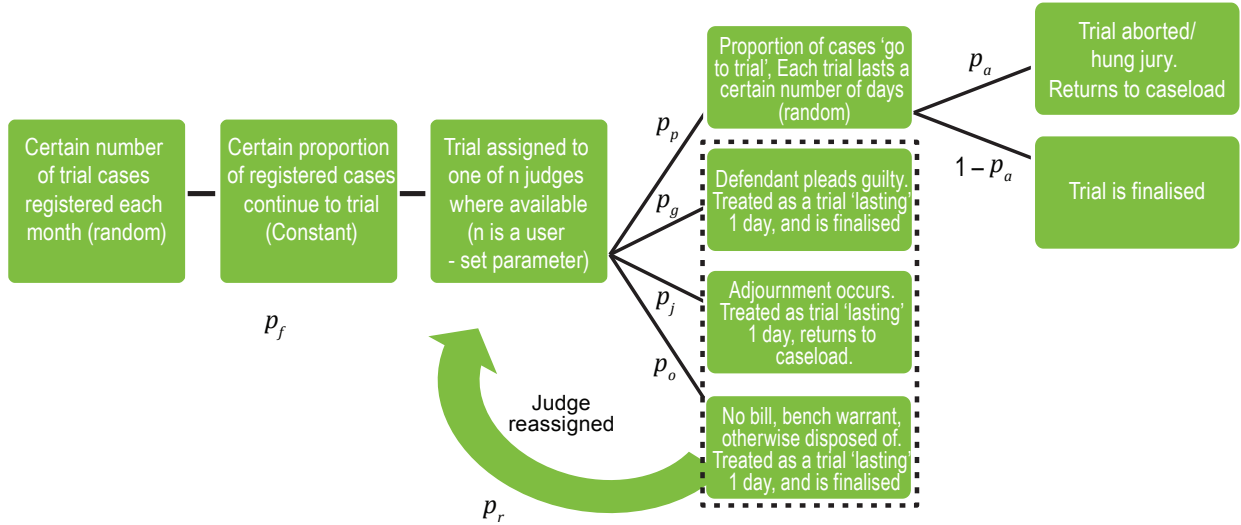 Certain number
of trial cases
registered each
month (random)
Certain proportion
of registered cases
continue to trial
(Constant)
p_f
Trial assigned to
one of n judges
where available
(n is a user
- set parameter)
p_p
p_g
p_j
p_o
Proportion of cases ‘go
to trial’, Each trial lasts a
certain number of days
(random)
Defendant pleads guilty.
Treated as a trial ‘lasting’
1 day, and is finalised
Adjournment occurs.
Treated as trial ‘lasting’
1 day, returns to
caseload.
No bill, bench warrant,
otherwise disposed of.
Treated as a trial ‘lasting’
1 day, and is finalised
Judge
reassigned
p_r
p_a
1 – p_a
Trial aborted/
hung jury.
Returns to caseload
Trial is finalised